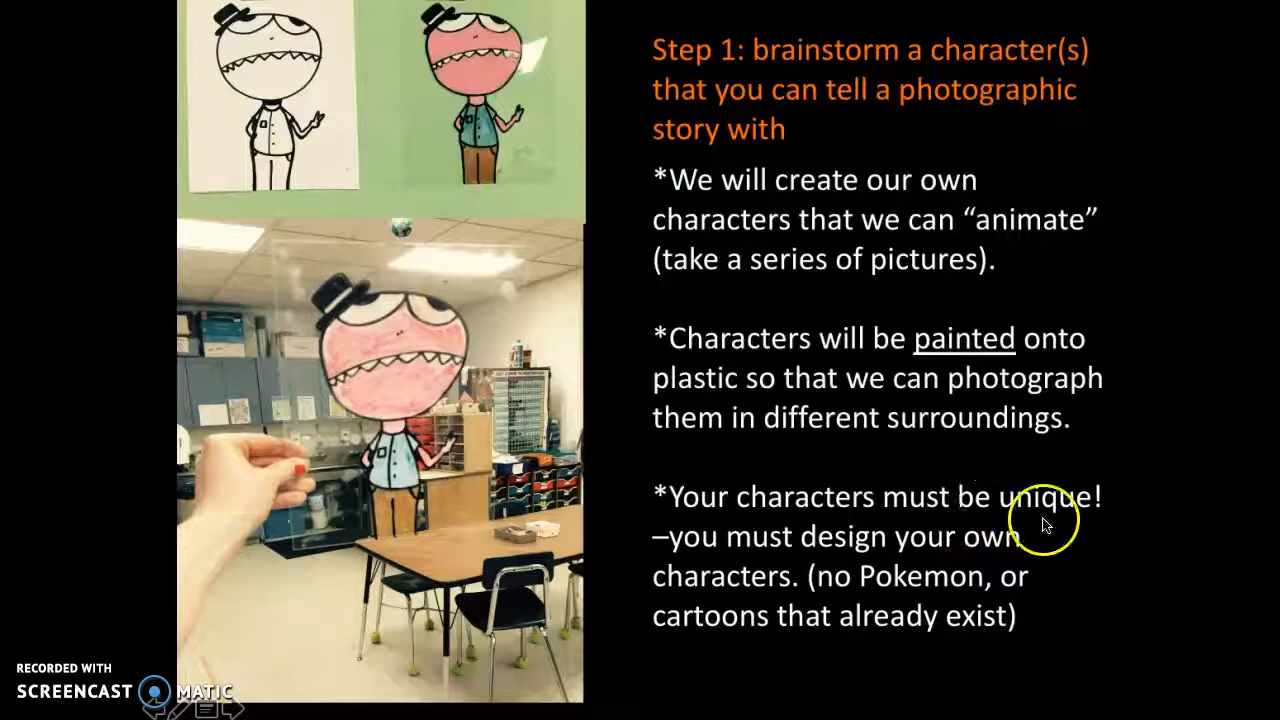 Step 1: brainstorm a character(s)
that you can tell a photographic
story with
*We will create our own
characters that we can “animate”
(take a series of pictures).
*Characters will be painted onto
plastic so that we can photograph
them in different surroundings.
*Your characters must be unique!
–you must design your own
characters. (no Pokemon, or
cartoons that already exist)
RECORDED WITH
SCREENCAST MATIC